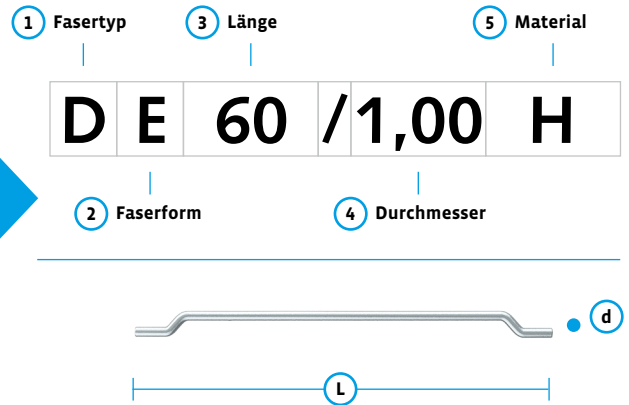 1 Fasertyp 3 Länge 5 Material
D E 60 /1,00 H
2 Faserform 4 Durchmesser
d
L